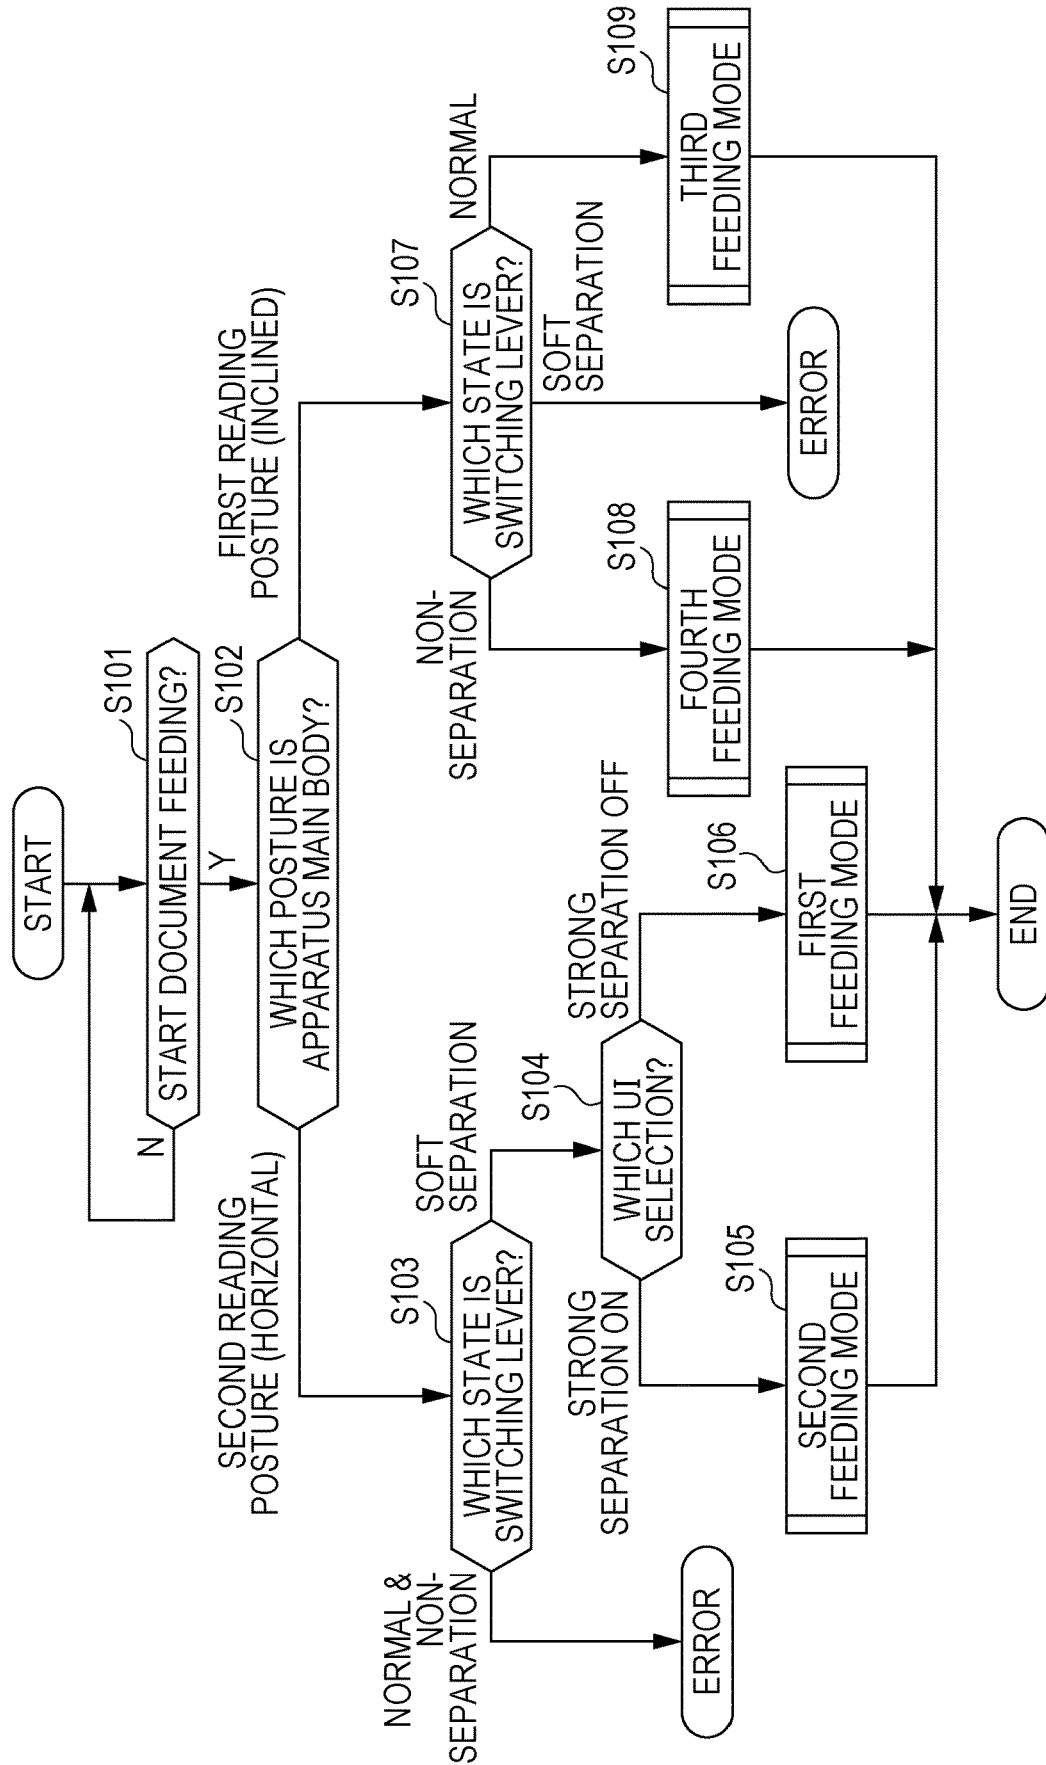 START
S101
START DOCUMENT FEEDING?
N
Y
S102
WHICH POSTURE IS
APPARATUS MAIN BODY?
SECOND READING
POSTURE (HORIZONTAL)
FIRST READING
POSTURE (INCLINED)
S103
WHICH STATE IS
SWITCHING LEVER?
NORMAL &
NON-
SEPARATION
SOFT
SEPARATION
ERROR
S104
WHICH UI
SELECTION?
STRONG
SEPARATION ON
STRONG
SEPARATION OFF
S105
SECOND
FEEDING MODE
S106
FIRST
FEEDING MODE
S107
WHICH STATE IS
SWITCHING LEVER?
NON-
SEPARATION
SOFT
SEPARATION
NORMAL
S108
FOURTH
FEEDING MODE
ERROR
S109
THIRD
FEEDING MODE
END